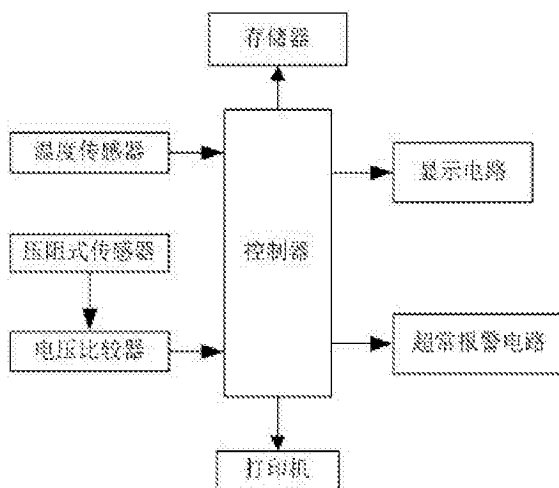 存储器
温度传感器
显示电路
压阻式传感器
控制器
电压比较器
超常报警电路
打印机